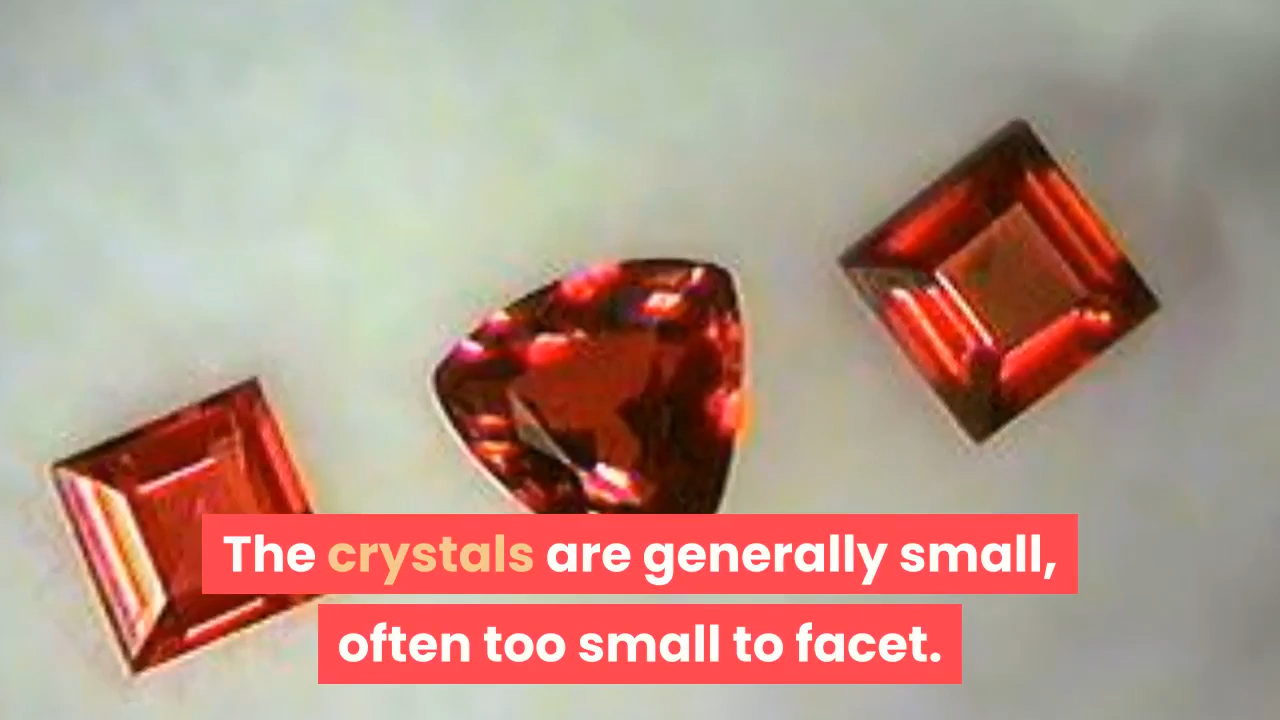 The crystals are generally small,
often too small to facet.